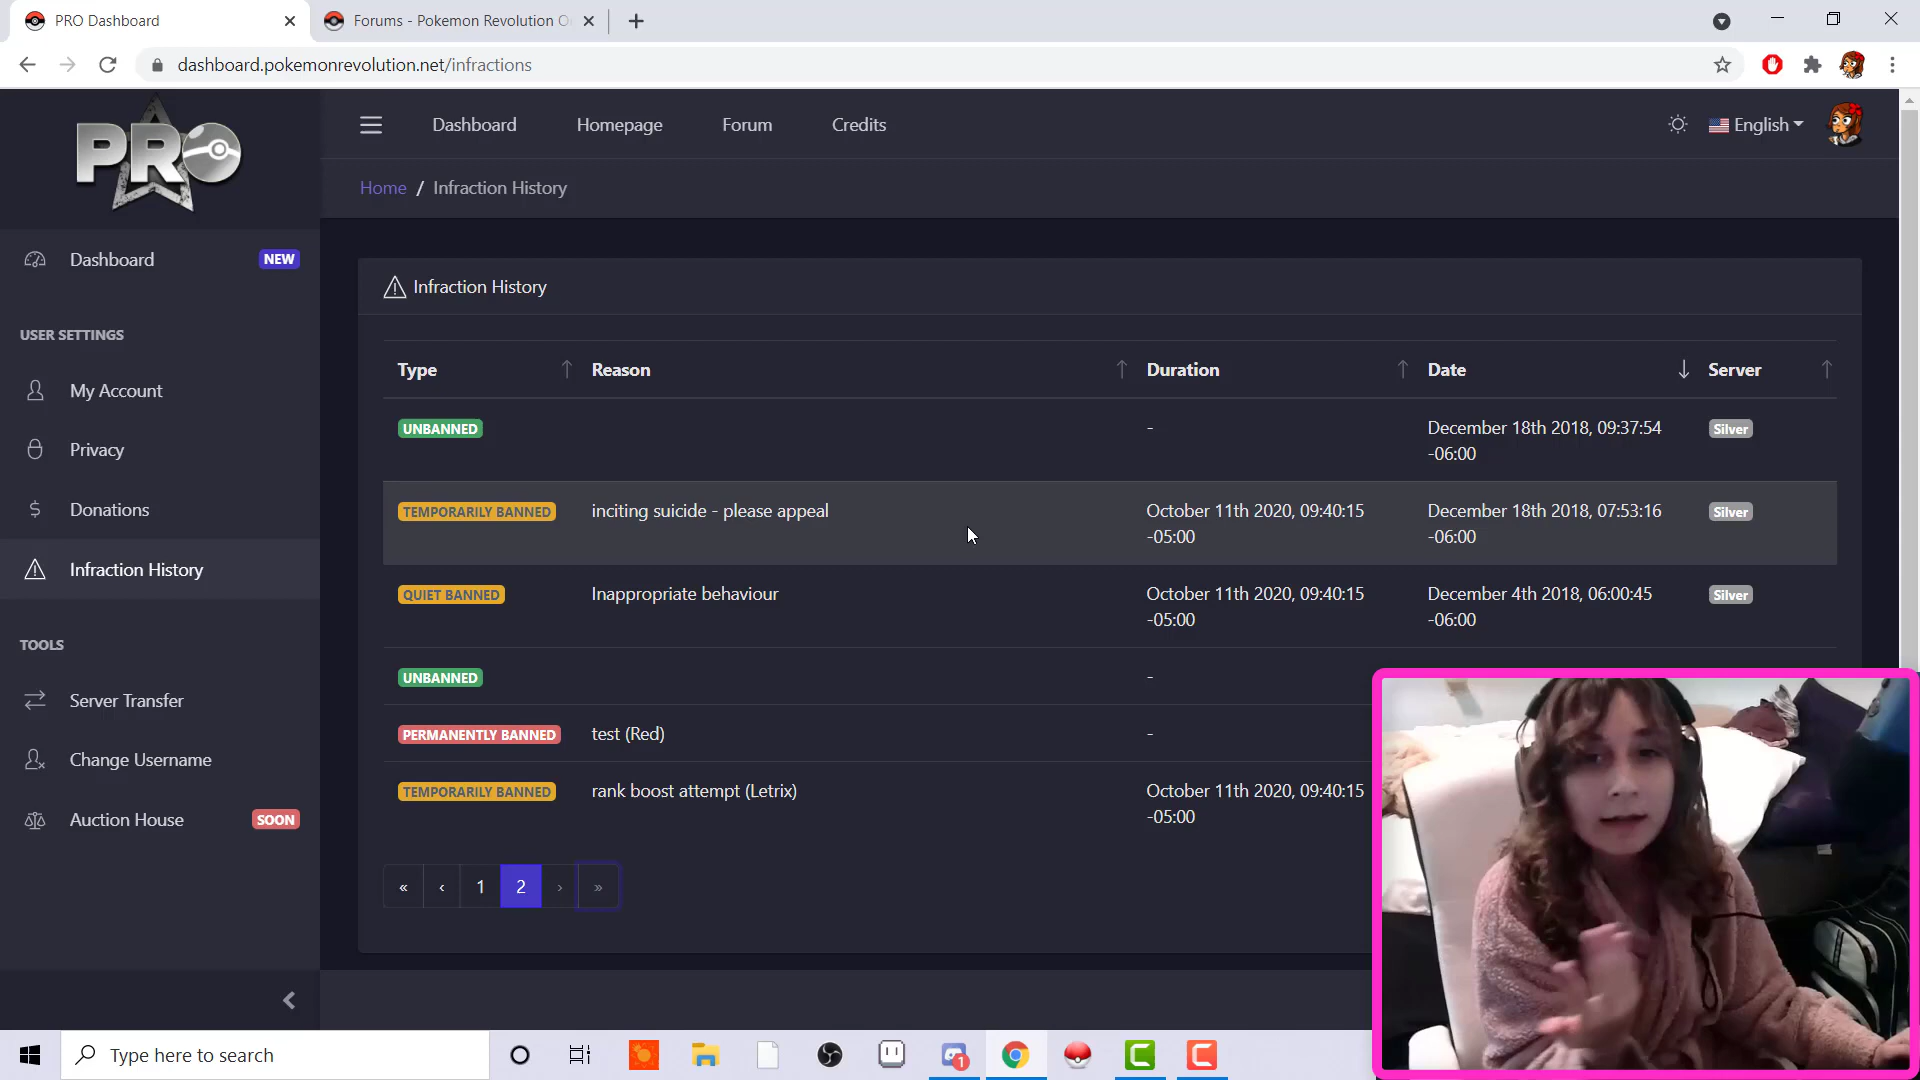 PRO Dashboard
Forums - Pokemon Revolution O
dashboard.pokemonrevolution.net/infractions
PRO
Dashboard Homepage Forum Credits
English
Home / Infraction History
Dashboard NEW
USER SETTINGS
My Account
Privacy
Donations
Infraction History
TOOLS
Server Transfer
Change Username
Auction House SOON
Infraction History
Type Reason Duration Date Server
UNBANNED - December 18th 2018, 09:37:54 Silver
-06:00
TEMPORARILY BANNED inciting suicide - please appeal October 11th 2020, 09:40:15 December 18th 2018, 07:53:16 Silver
-05:00 -06:00
QUIET BANNED Inappropriate behaviour October 11th 2020, 09:40:15 December 4th 2018, 06:00:45 Silver
-05:00 -06:00
UNBANNED -
PERMANENTLY BANNED test (Red) -
TEMPORARILY BANNED rank boost attempt (Letrix) October 11th 2020, 09:40:15
-05:00
« ‹ 1 2 › »
Type here to search
1